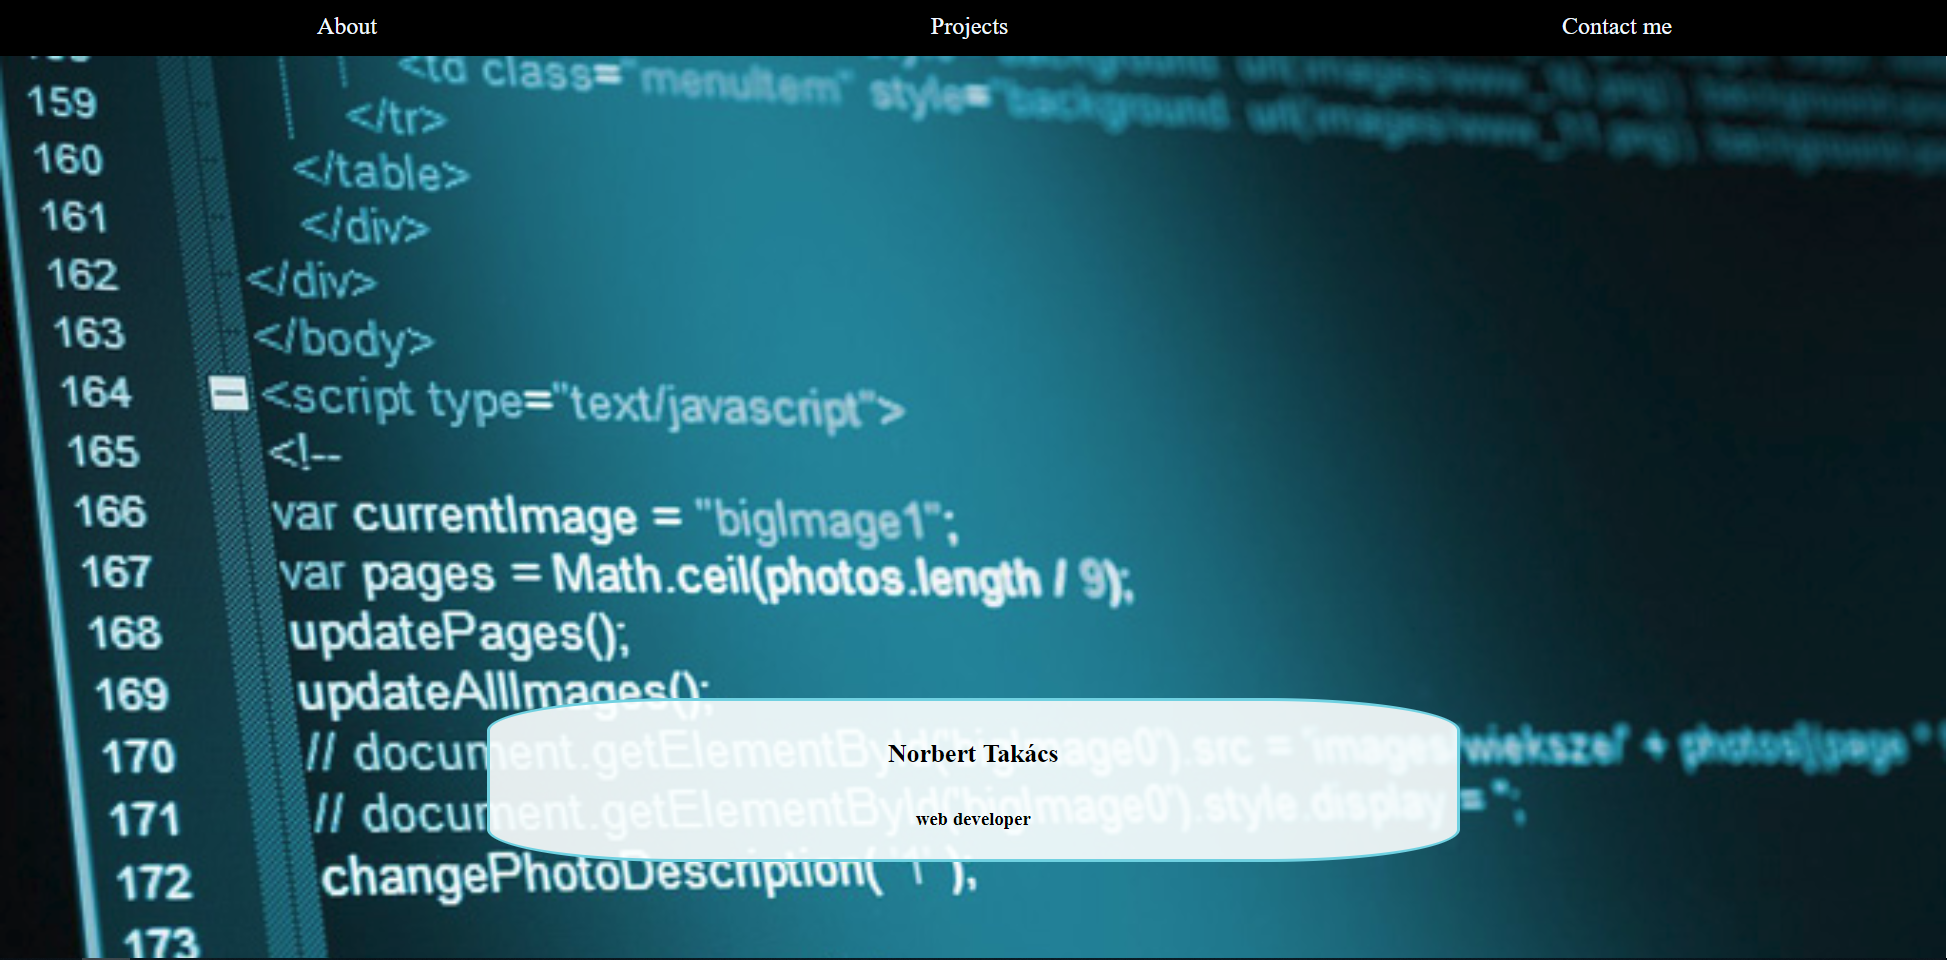 About Projects Contact me
<td class="menuItem" style="background: url(images/www_10.png)
159 </tr>
160 </table>
161 </div>
162 </div>
163 </body>
164 <script type="text/javascript">
165 <!--
166 var currentImage = "bigImage1";
167 var pages = Math.ceil(photos.length / 9);
168 updatePages();
169 updateAllImages();
170 // document.getElementById('bigImage0').src = 'images/wieksze/' + photos[(page *
Norbert Takács
171 // document.getElementById('bigImage0').style.display = '';
web developer
172 changePhotoDescription( '1' );
173